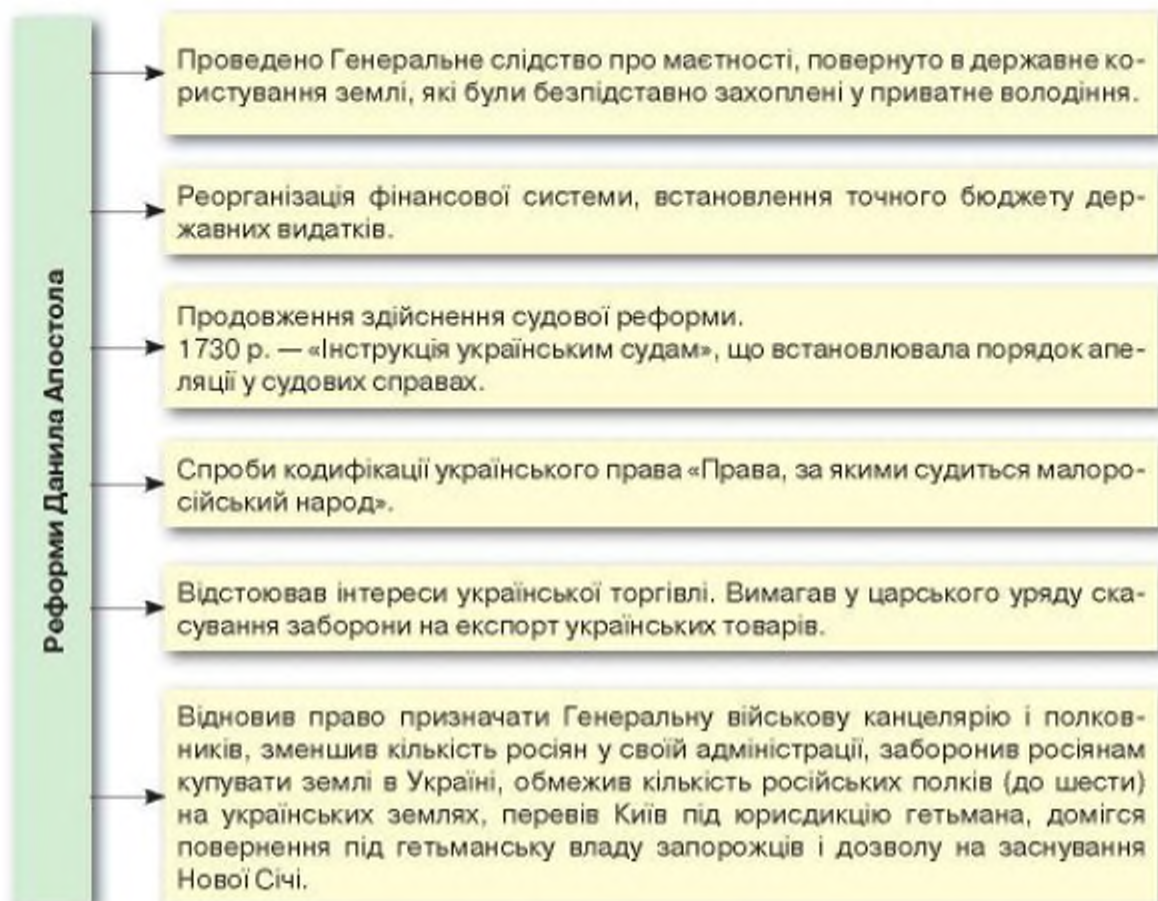 Реформи Данила Апостола
Проведено Генеральне слідство про маєтності, повернуто в державне ко-
ристування землі, які були безпідставно захоплені у приватне володіння.
Реорганізація фінансової системи, встановлення точного бюджету дер-
жавних видатків.
Продовження здійснення судової реформи.
1730 р. — «Інструкція українським судам», що встановлювала порядок апе-
ляції у судових справах.
Спроби кодифікації українського права «Права, за якими судиться малоро-
сійський народ».
Відстоював інтереси української торгівлі. Вимагав у царського уряду ска-
сування заборони на експорт українських товарів.
Відновив право призначати Генеральну військову канцелярію і полков-
ників, зменшив кількість росіян у своїй адміністрації, заборонив росіянам
купувати землі в Україні, обмежив кількість російських полків (до шести)
на українських землях, перевів Київ під юрисдикцію гетьмана, домігся
повернення під гетьманську владу запорожців і дозволу на заснування
Нової Січі.